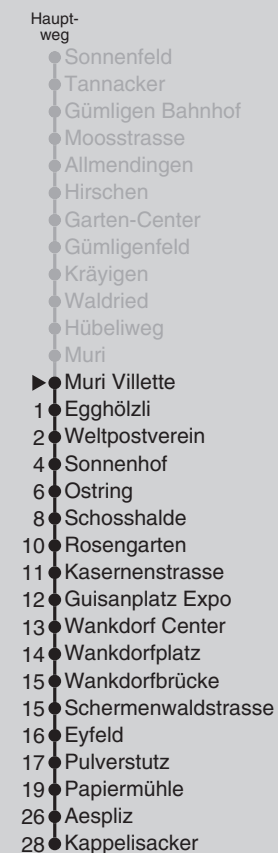 Haupt-
weg
Sonnenfeld
Tannacker
Gümligen Bahnhof
Moosstrasse
Allmendingen
Hirschen
Garten-Center
Gümligenfeld
Kräyigen
Waldried
Hübeliweg
Muri
Muri Villette
1 Egghölzli
2 Weltpostverein
4 Sonnenhof
6 Ostring
8 Schosshalde
10 Rosengarten
11 Kasernenstrasse
12 Guisanplatz Expo
13 Wankdorf Center
14 Wankdorfplatz
15 Wankdorfbrücke
15 Schermenwaldstrasse
16 Eyfeld
17 Pulverstutz
19 Papiermühle
26 Aespliz
28 Kappelisacker